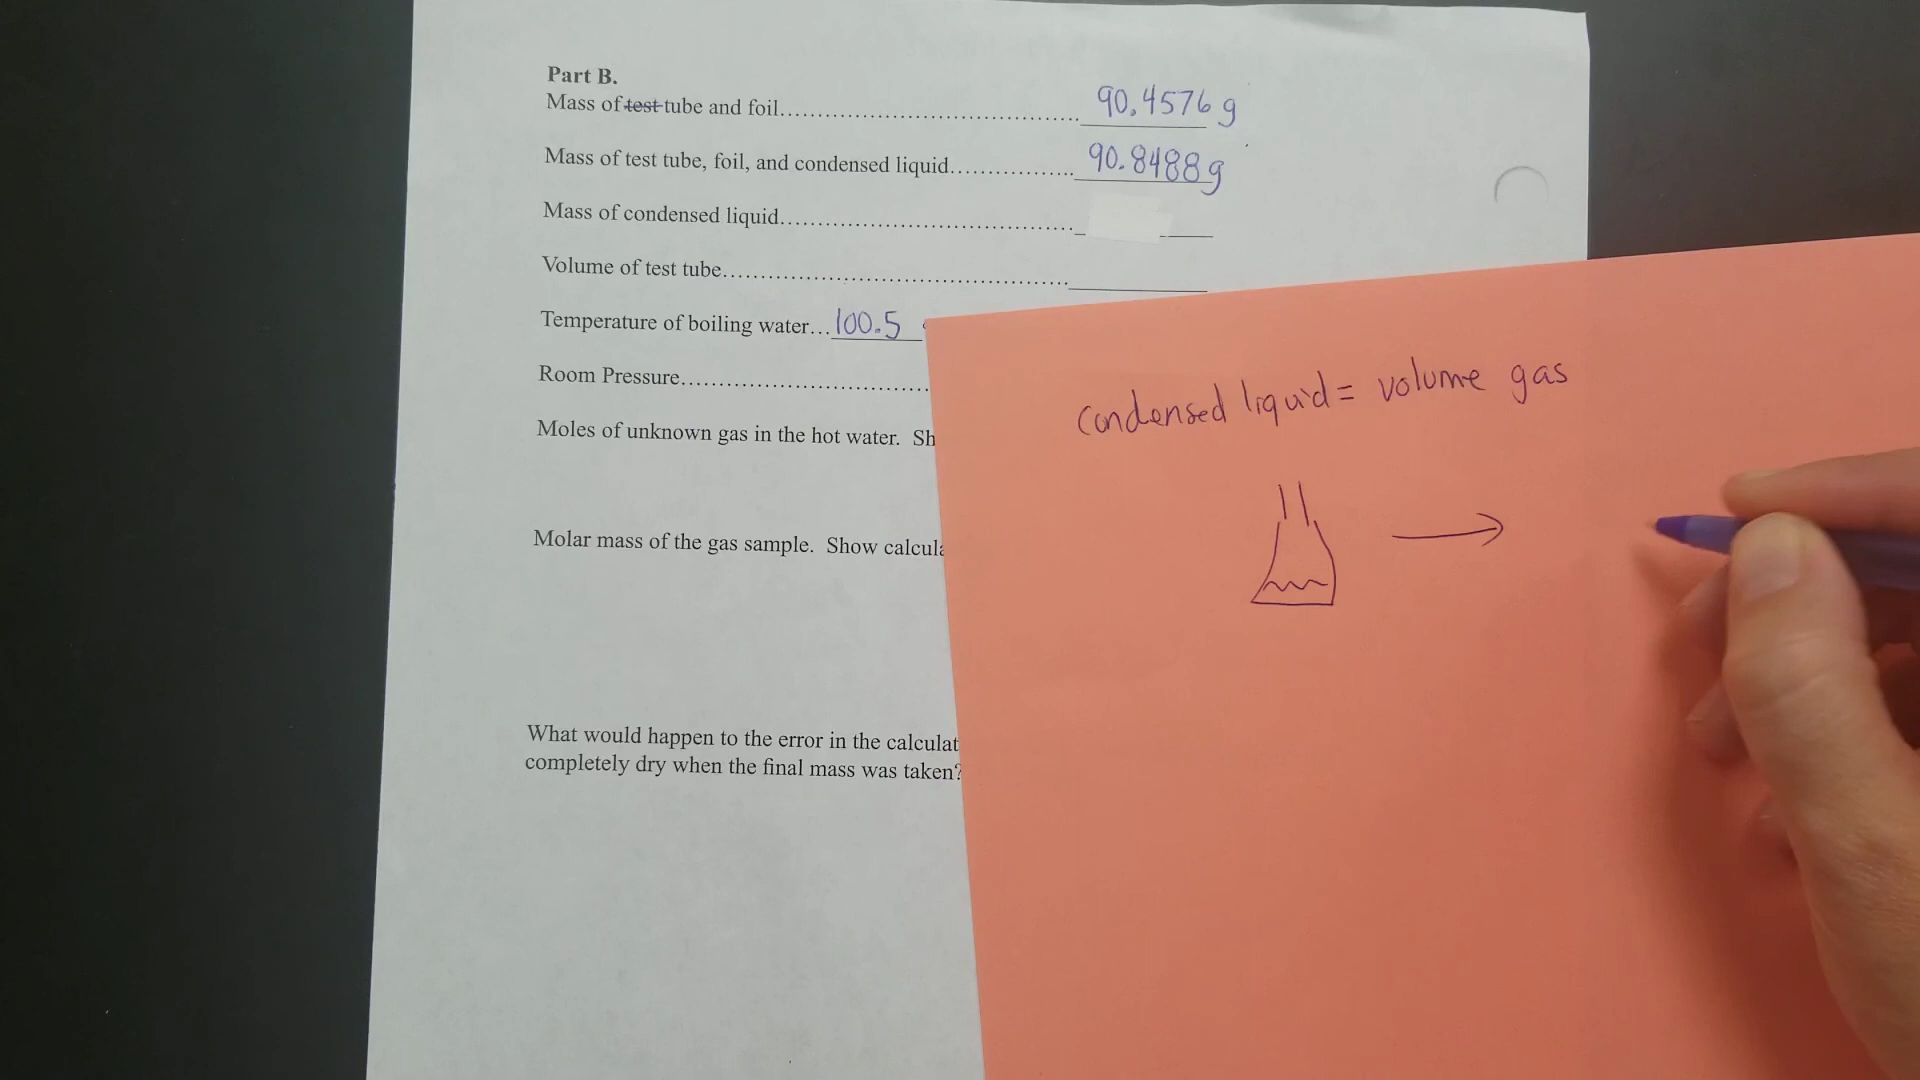 Part B.
Mass of test tube and foil........................................ 90.4576 g
Mass of test tube, foil, and condensed liquid................. 90.8488 g
Mass of condensed liquid........................................
Volume of test tube..............................................
Temperature of boiling water...100.5
Room Pressure..................................
Moles of unknown gas in the hot water. Sh
Molar mass of the gas sample. Show calcula
What would happen to the error in the calculat
completely dry when the final mass was taken?
condensed liquid = volume gas